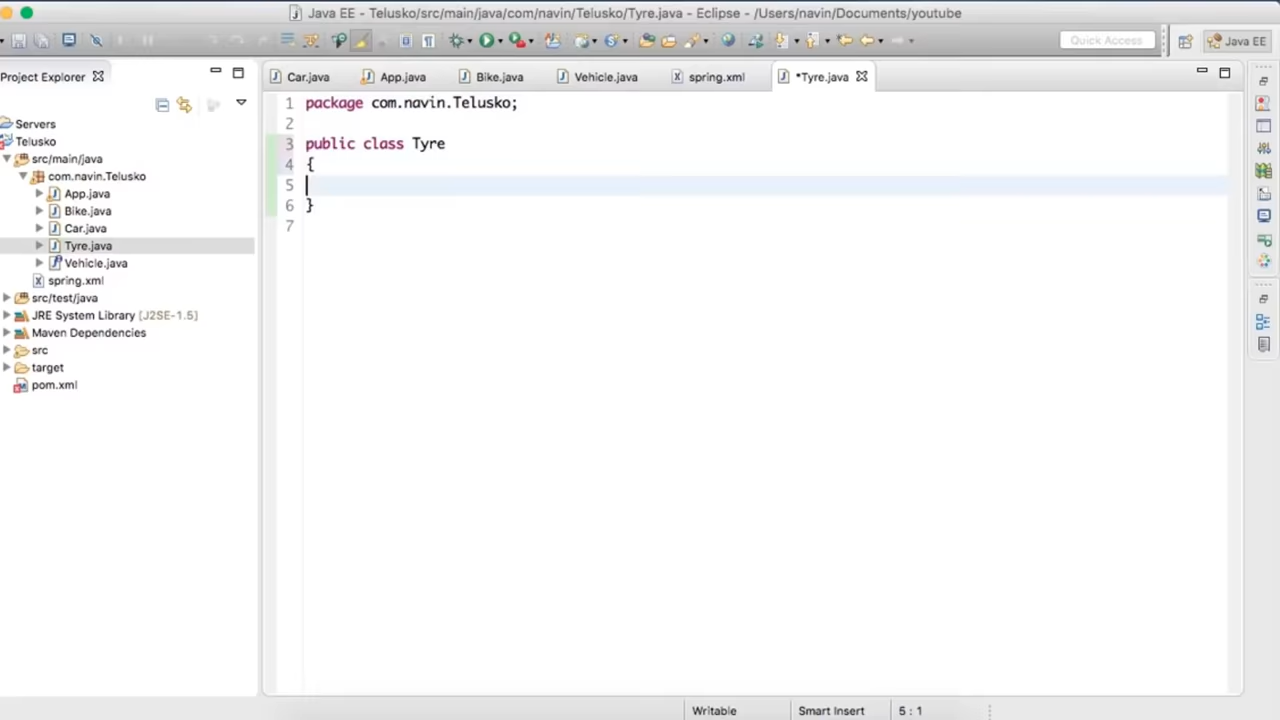 Java EE - Telusko/src/main/java/com/navin/Telusko/Tyre.java - Eclipse - /Users/navin/Documents/youtube
Quick Access
Java EE
Project Explorer
Car.java
App.java
Bike.java
Vehicle.java
spring.xml
*Tyre.java
Servers
Telusko
src/main/java
com.navin.Telusko
App.java
Bike.java
Car.java
Tyre.java
Vehicle.java
spring.xml
src/test/java
JRE System Library [J2SE-1.5]
Maven Dependencies
src
target
pom.xml
1 package com.navin.Telusko;
2
3 public class Tyre
4 {
5
6 }
7
Writable
Smart Insert
5 : 1